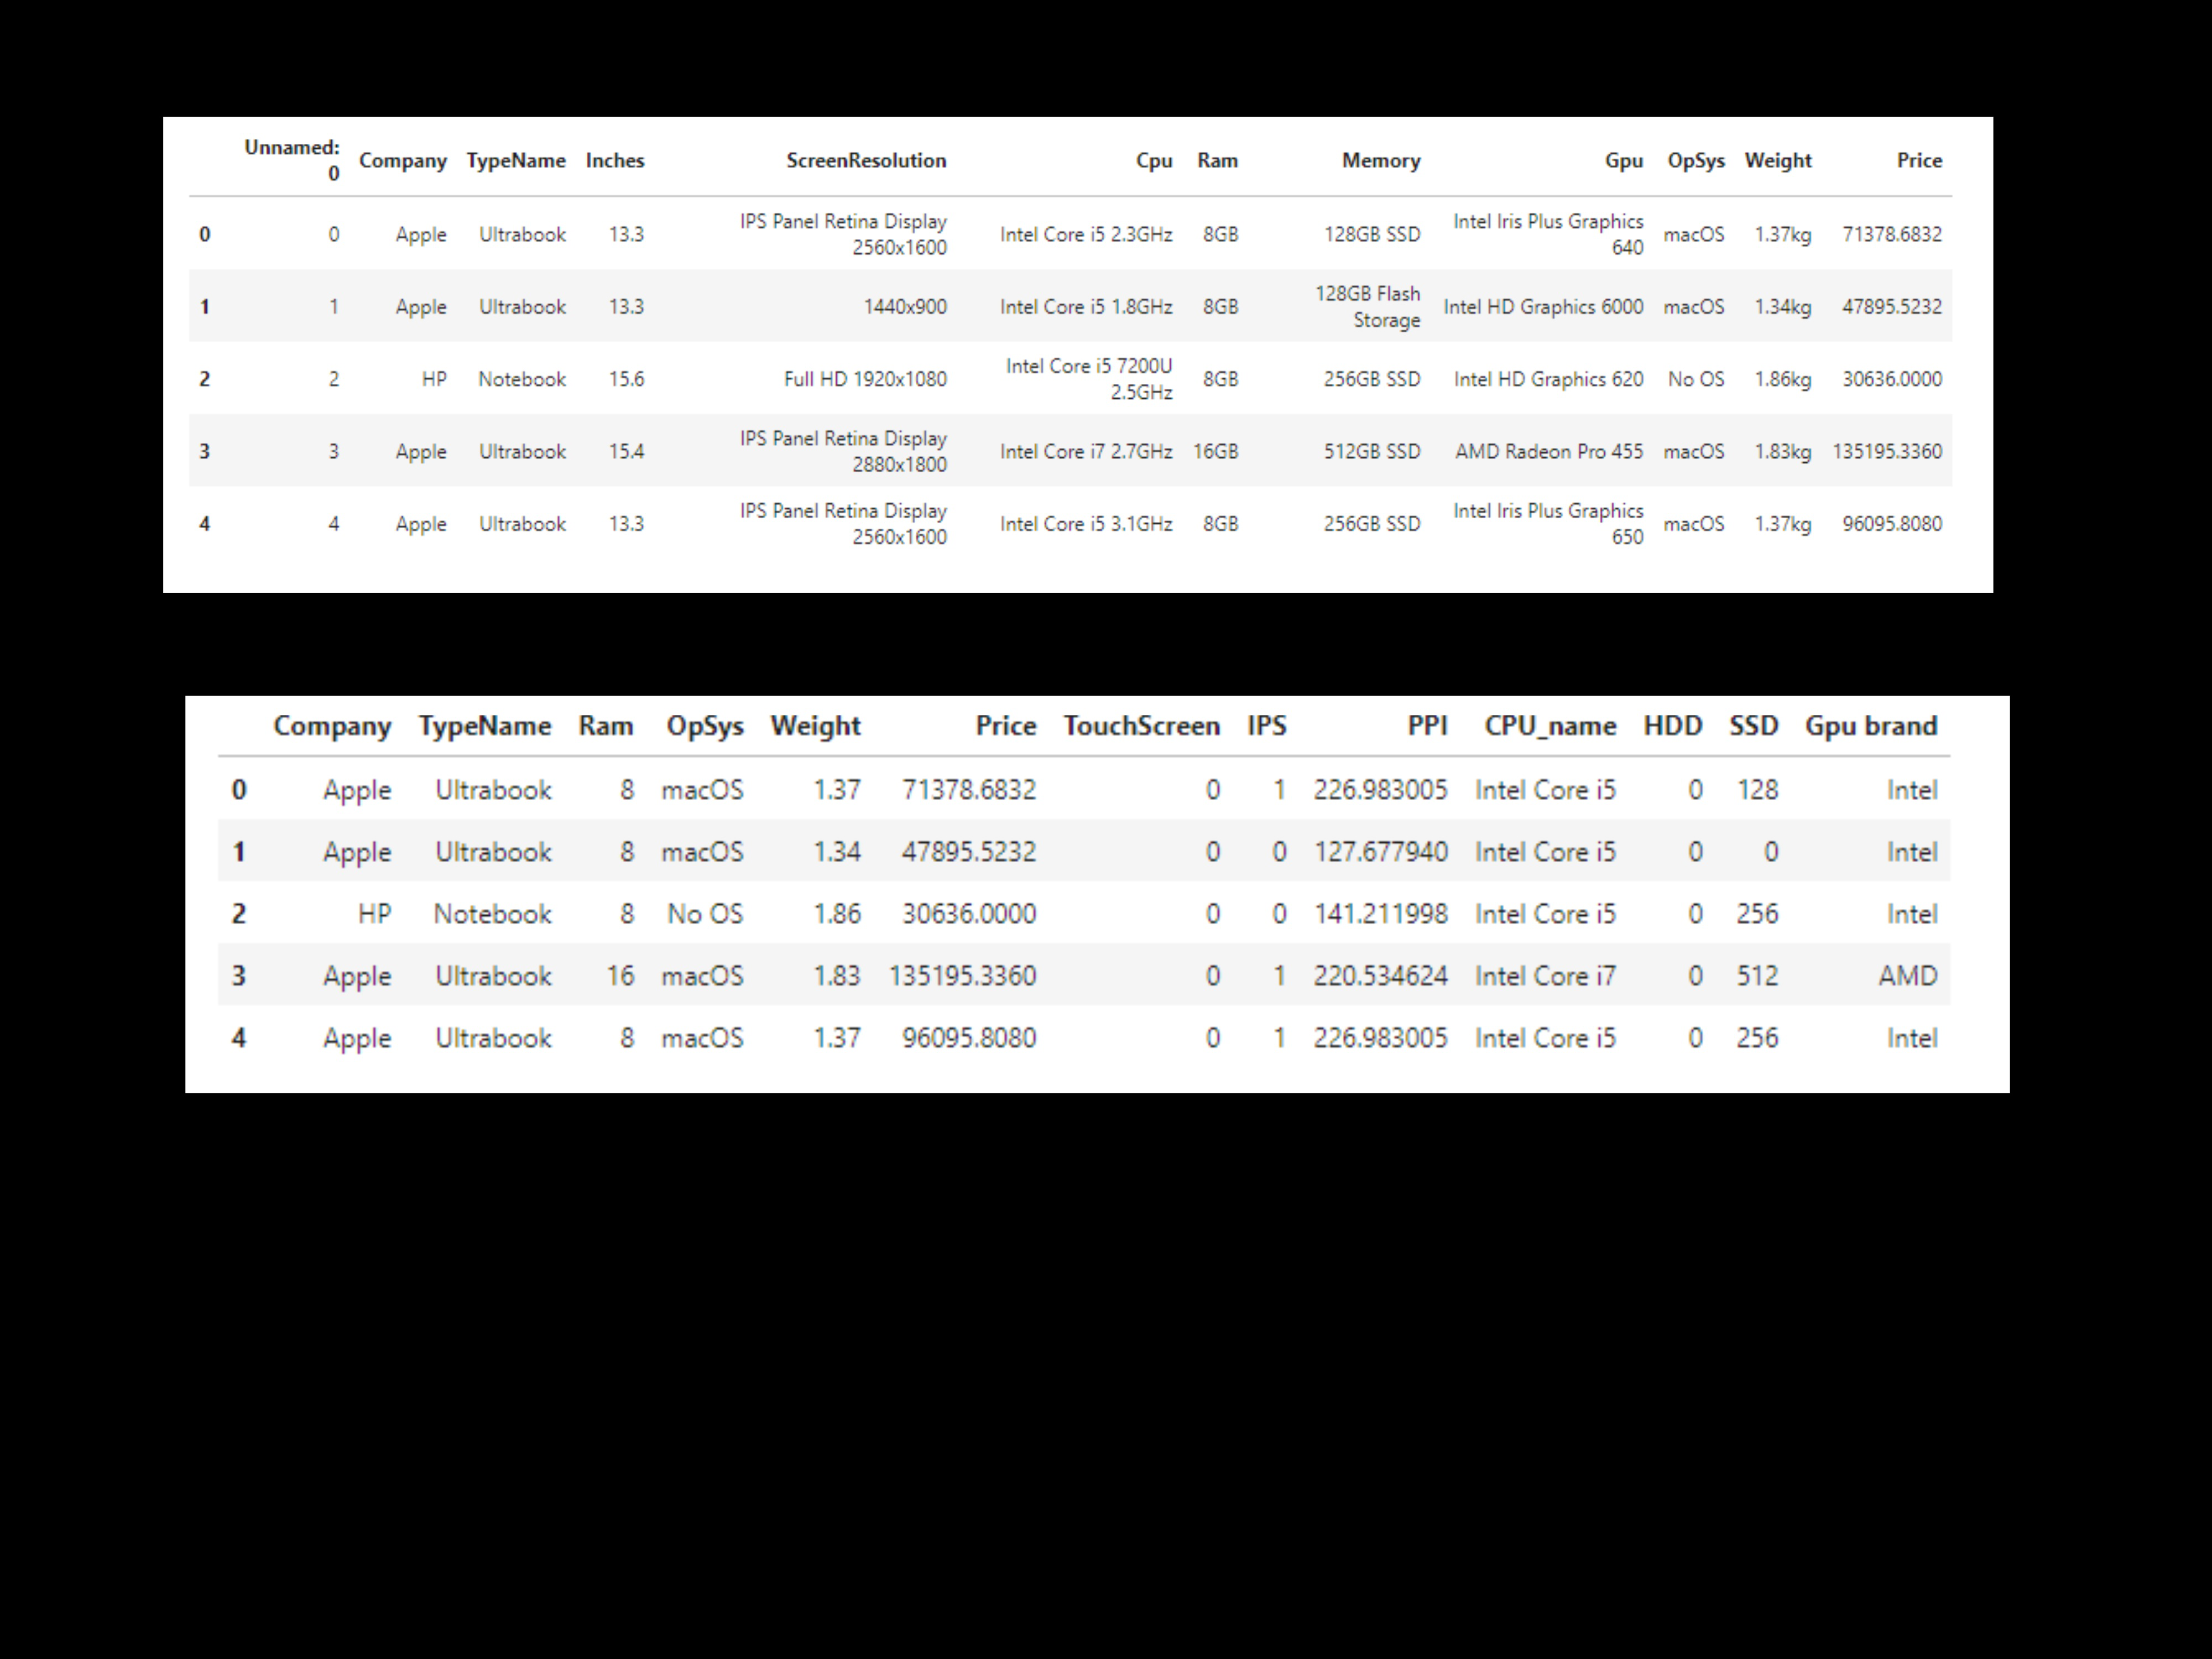 Unnamed: 0 Company TypeName Inches ScreenResolution Cpu Ram Memory Gpu OpSys Weight Price
0 0 Apple Ultrabook 13.3 IPS Panel Retina Display 2560x1600 Intel Core i5 2.3GHz 8GB 128GB SSD Intel Iris Plus Graphics 640 macOS 1.37kg 71378.6832
1 1 Apple Ultrabook 13.3 1440x900 Intel Core i5 1.8GHz 8GB 128GB Flash Storage Intel HD Graphics 6000 macOS 1.34kg 47895.5232
2 2 HP Notebook 15.6 Full HD 1920x1080 Intel Core i5 7200U 2.5GHz 8GB 256GB SSD Intel HD Graphics 620 No OS 1.86kg 30636.0000
3 3 Apple Ultrabook 15.4 IPS Panel Retina Display 2880x1800 Intel Core i7 2.7GHz 16GB 512GB SSD AMD Radeon Pro 455 macOS 1.83kg 135195.3360
4 4 Apple Ultrabook 13.3 IPS Panel Retina Display 2560x1600 Intel Core i5 3.1GHz 8GB 256GB SSD Intel Iris Plus Graphics 650 macOS 1.37kg 96095.8080
Company TypeName Ram OpSys Weight Price TouchScreen IPS PPI CPU_name HDD SSD Gpu brand
0 Apple Ultrabook 8 macOS 1.37 71378.6832 0 1 226.983005 Intel Core i5 0 128 Intel
1 Apple Ultrabook 8 macOS 1.34 47895.5232 0 0 127.677940 Intel Core i5 0 0 Intel
2 HP Notebook 8 No OS 1.86 30636.0000 0 0 141.211998 Intel Core i5 0 256 Intel
3 Apple Ultrabook 16 macOS 1.83 135195.3360 0 1 220.534624 Intel Core i7 0 512 AMD
4 Apple Ultrabook 8 macOS 1.37 96095.8080 0 1 226.983005 Intel Core i5 0 256 Intel